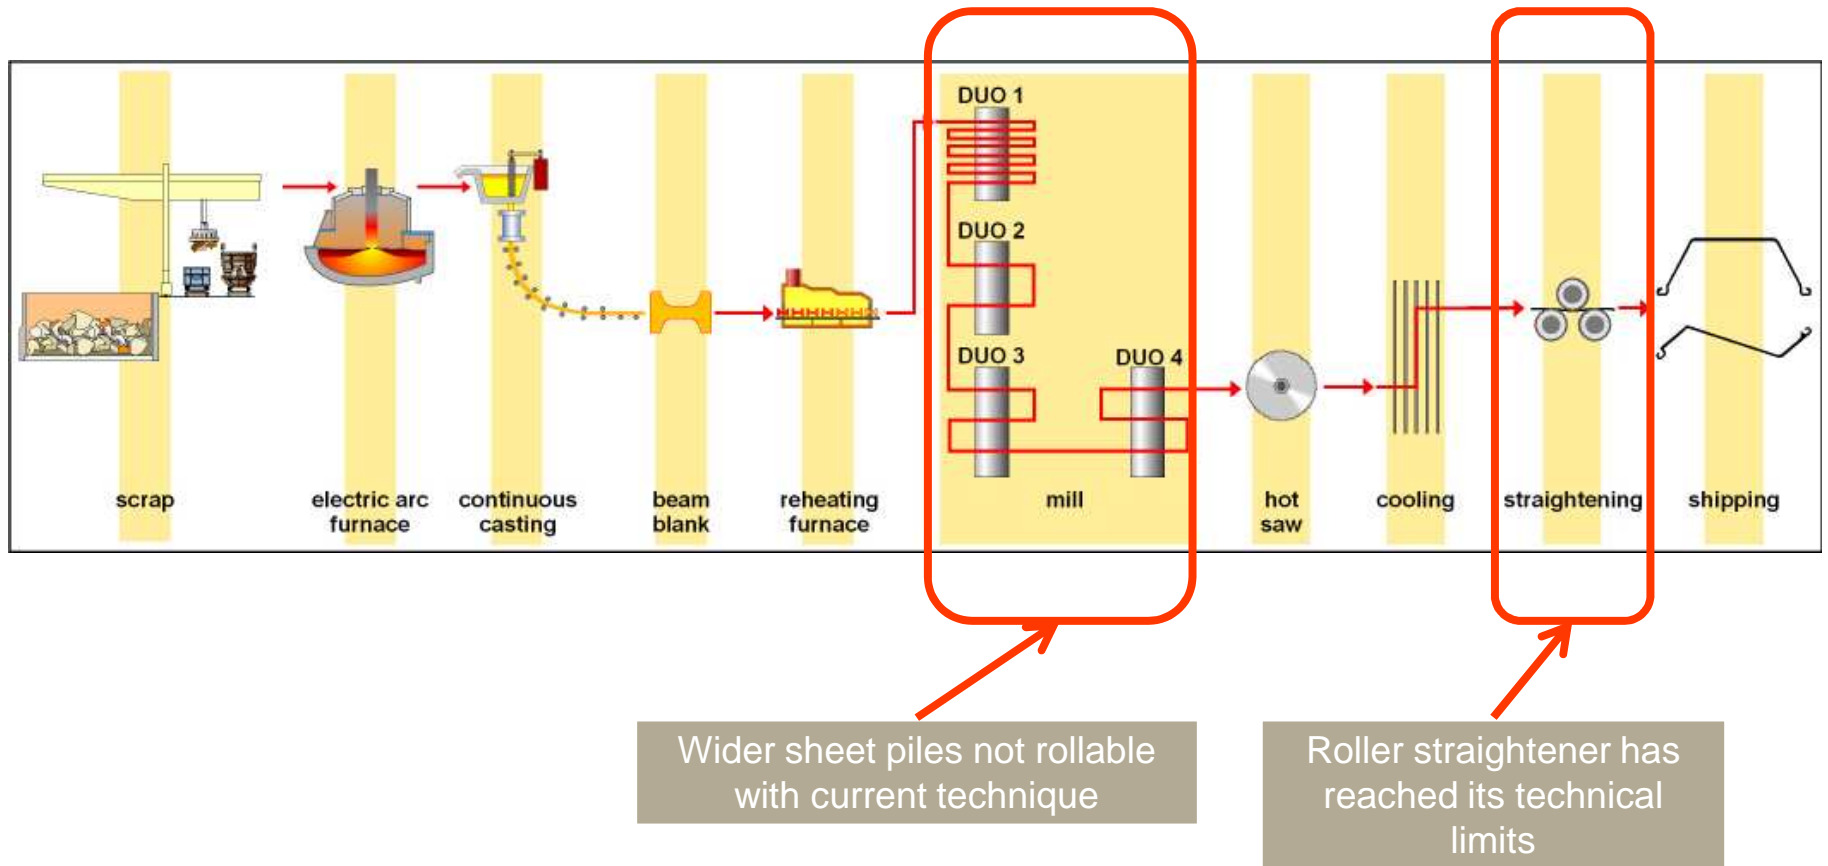 DUO 1
DUO 2
DUO 3
DUO 4
scrap
electric arc
furnace
continuous
casting
beam
blank
reheating
furnace
mill
hot
saw
cooling
straightening
shipping
Wider sheet piles not rollable
with current technique
Roller straightener has
reached its technical
limits